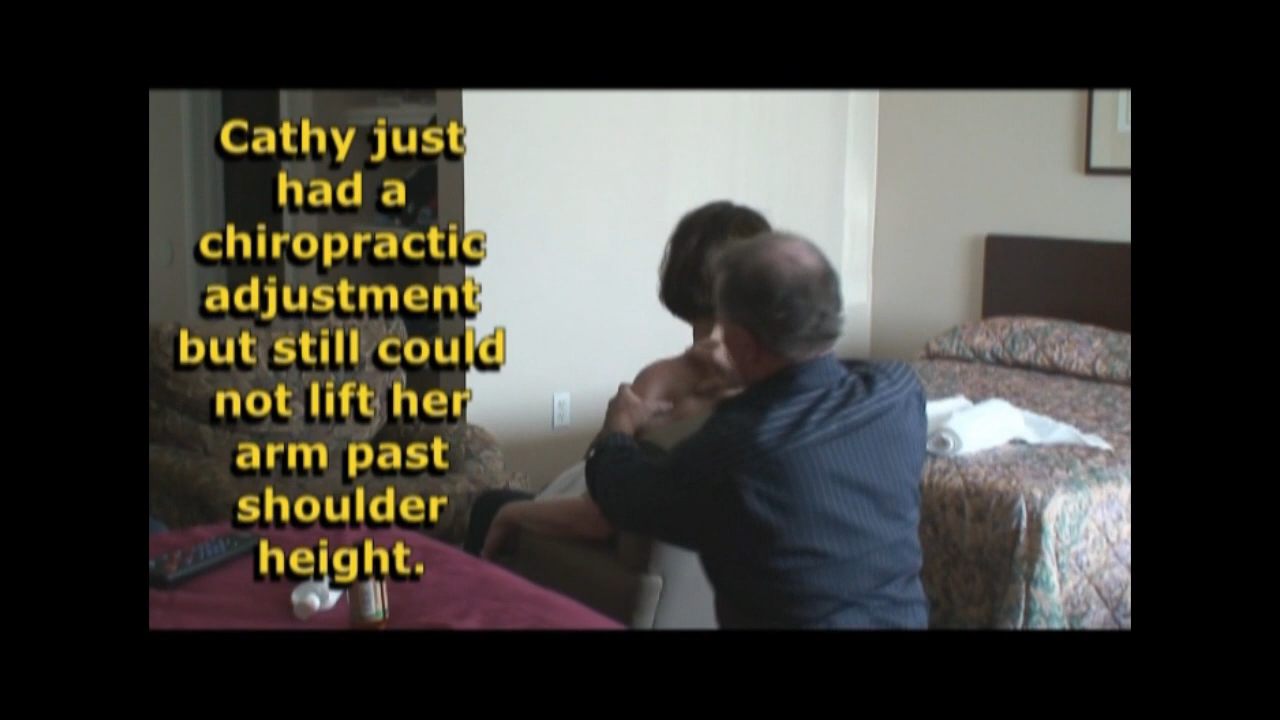 Cathy just
had a
chiropractic
adjustment
but still could
not lift her
arm past
shoulder
height.